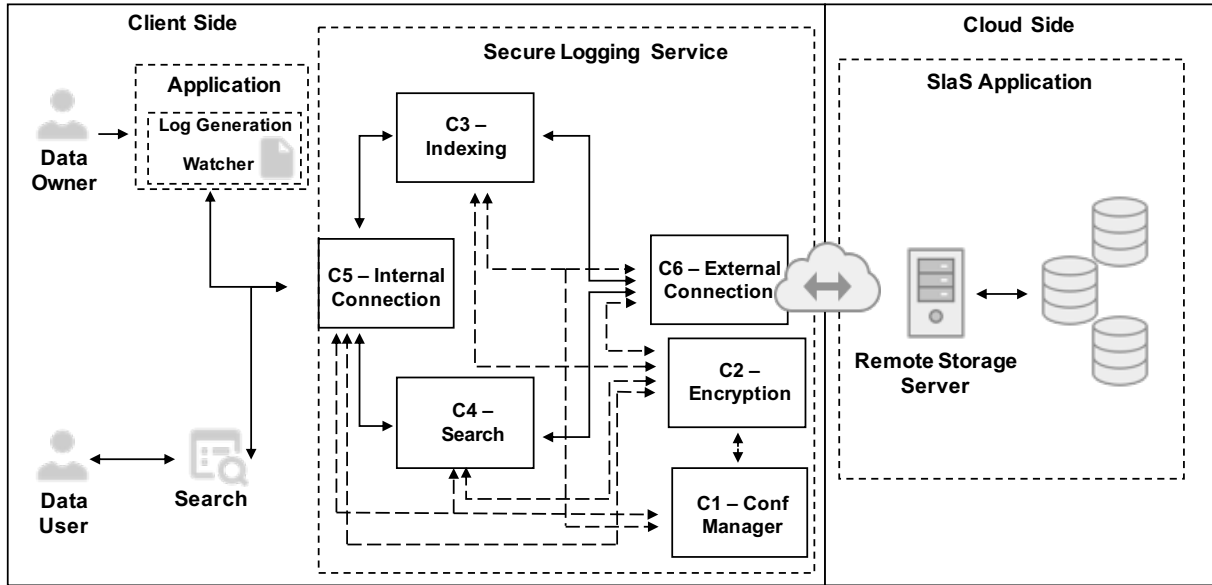 Client Side
Cloud Side
Secure Logging Service
SIaS Application
Application
Log Generation
Watcher
Data
Owner
C3 –
Indexing
C5 – Internal
Connection
C6 – External
Connection
C2 –
Encryption
Remote Storage
Server
C4 –
Search
C1 – Conf
Manager
Search
Data
User